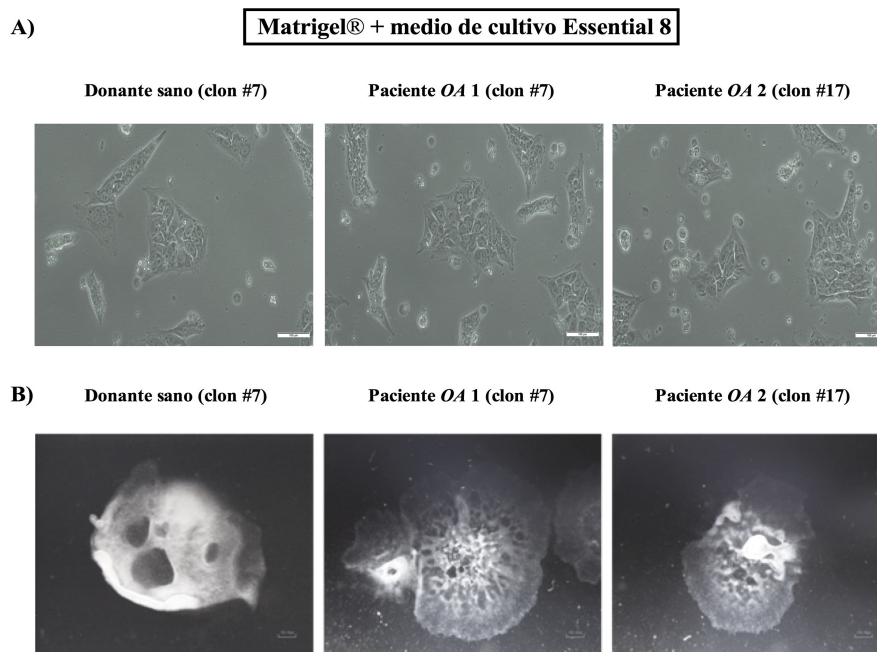 A)
Matrigel® + medio de cultivo Essential 8
Donante sano (clon #7)
Paciente OA 1 (clon #7)
Paciente OA 2 (clon #17)
B)
Donante sano (clon #7)
Paciente OA 1 (clon #7)
Paciente OA 2 (clon #17)